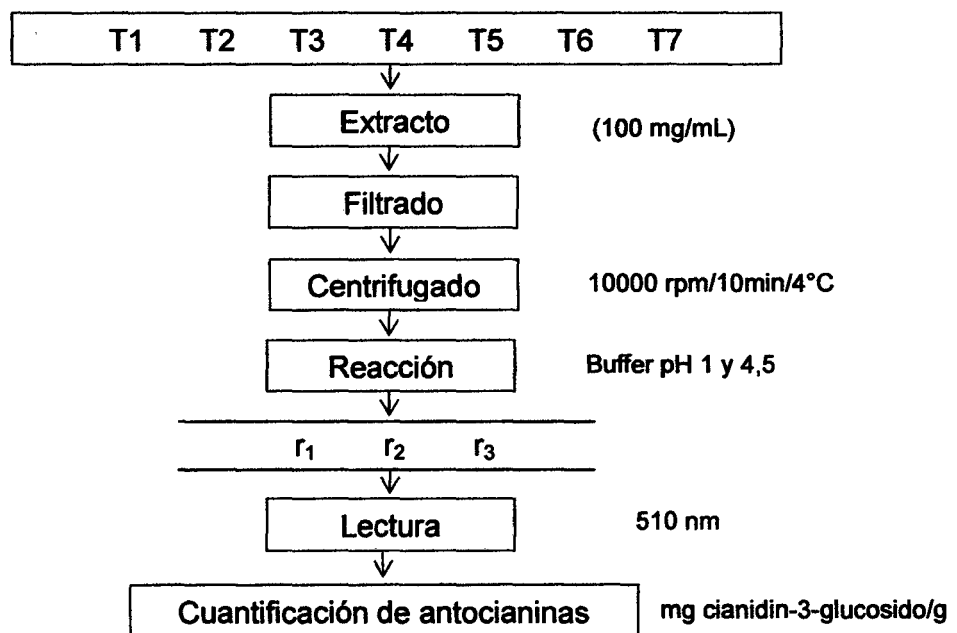 T1 T2 T3 T4 T5 T6 T7
Extracto (100 mg/mL)
Filtrado
Centrifugado 10000 rpm/10min/4°C
Reacción Buffer pH 1 y 4,5
r₁ r₂ r₃
Lectura 510 nm
Cuantificación de antocianinas mg cianidin-3-glucosido/g